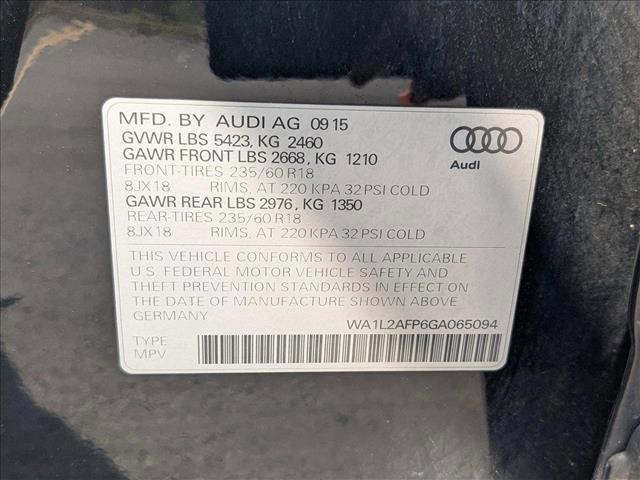 MFD. BY AUDI AG 09 15
GVWR LBS 5423, KG 2460
GAWR FRONT LBS 2668, KG 1210
FRONT-TIRES 235/60 R18
8JX18 RIMS. AT 220 KPA 32 PSI COLD
GAWR REAR LBS 2976, KG 1350
REAR-TIRES 235/60 R18
8JX18 RIMS. AT 220 KPA 32 PSI COLD
Audi
THIS VEHICLE CONFORMS TO ALL APPLICABLE
U.S. FEDERAL MOTOR VEHICLE SAFETY AND
THEFT PREVENTION STANDARDS IN EFFECT ON
THE DATE OF MANUFACTURE SHOWN ABOVE
GERMANY
WA1L2AFP6GA065094
TYPE
MPV